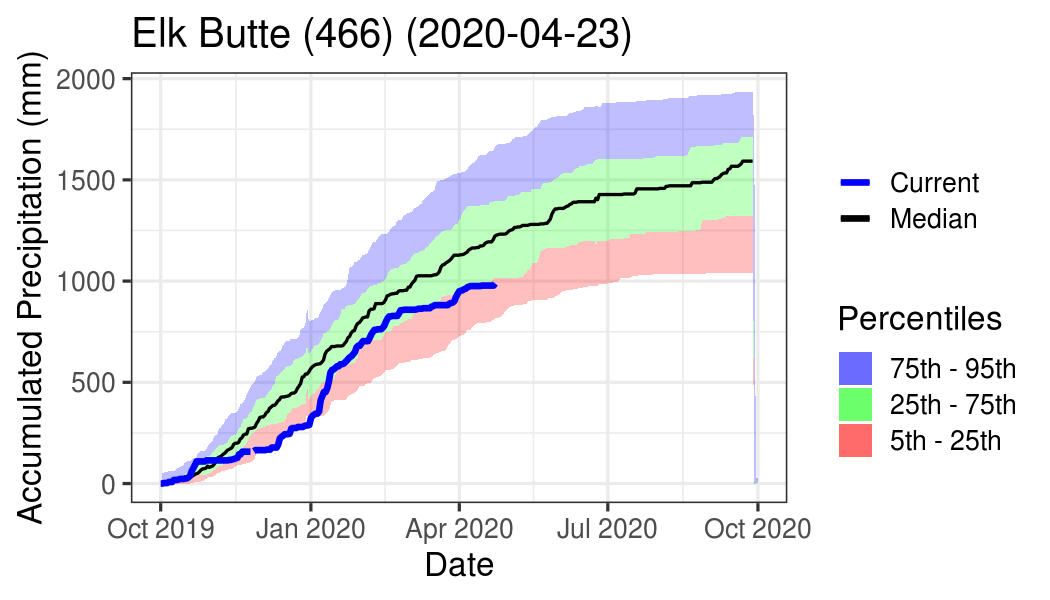 Elk Butte (466) (2020-04-23)
Accumulated Precipitation (mm)
2000
1500
1000
500
0
Oct 2019
Jan 2020
Apr 2020
Jul 2020
Oct 2020
Date
Current
Median
Percentiles
75th - 95th
25th - 75th
5th - 25th